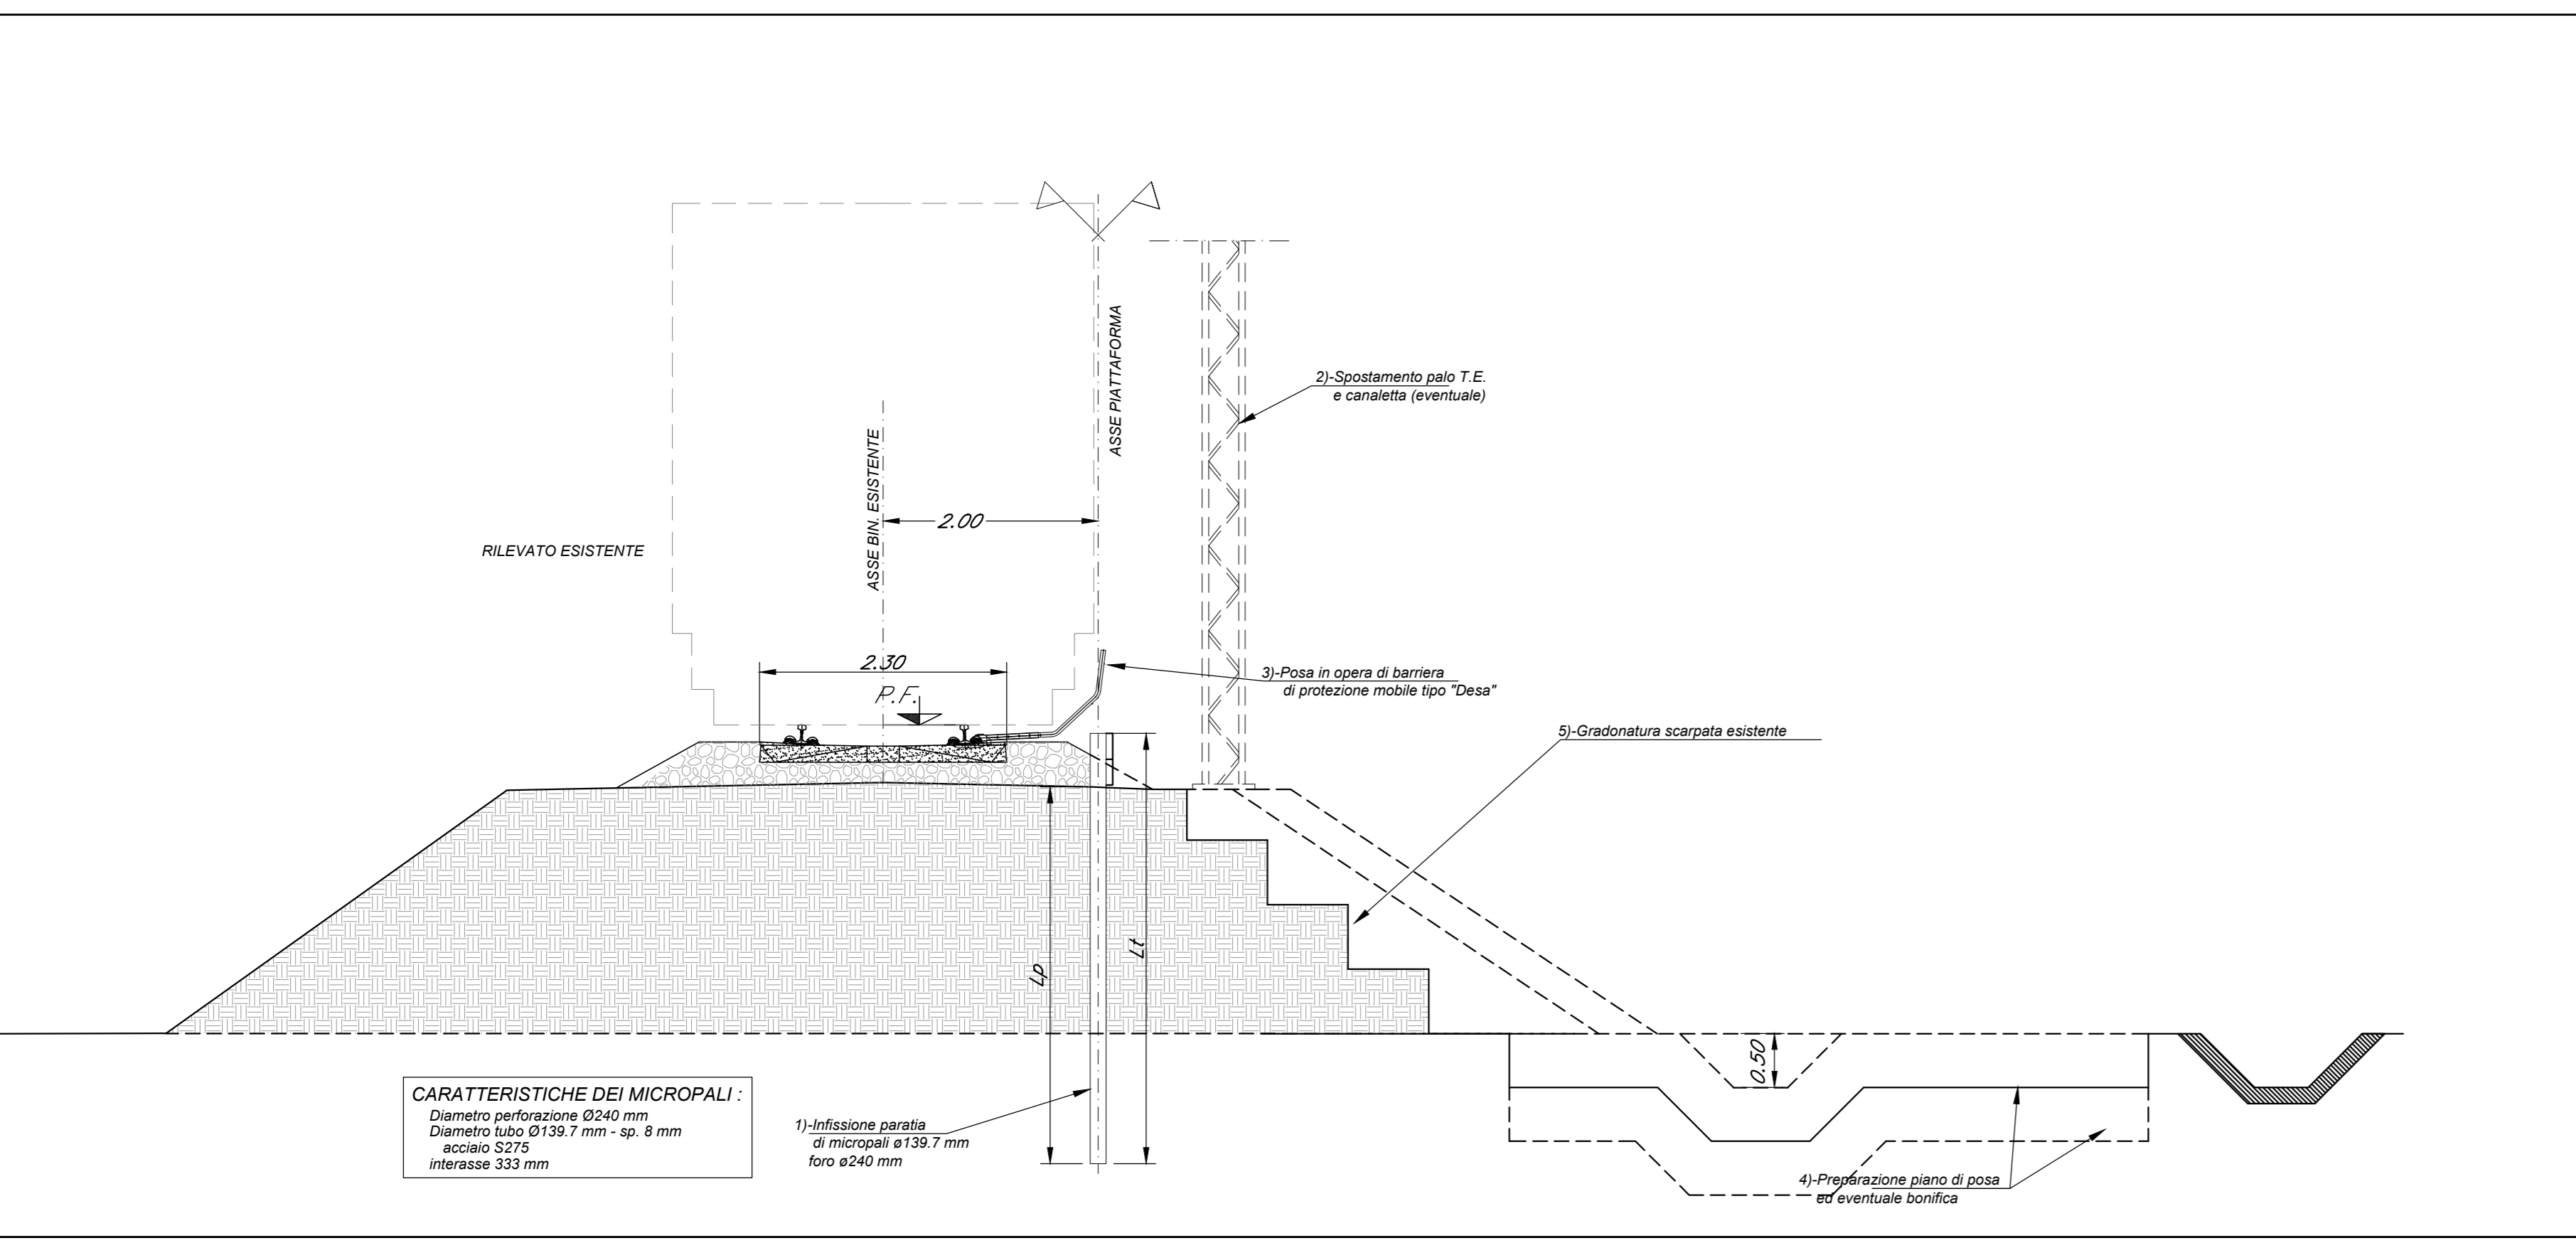 ASSE PIATTAFORMA
2)-Spostamento palo T.E.
e canaletta (eventuale)
ASSE BIN. ESISTENTE
2.00
RILEVATO ESISTENTE
2.30
P.F.
3)-Posa in opera di barriera
di protezione mobile tipo "Desa"
5)-Gradonatura scarpata esistente
Lp
Lt
0.50
CARATTERISTICHE DEI MICROPALI :
Diametro perforazione Ø240 mm
Diametro tubo Ø139.7 mm - sp. 8 mm
acciaio S275
interasse 333 mm
1)-Infissione paratia
di micropali ø139.7 mm
foro ø240 mm
4)-Preparazione piano di posa
ed eventuale bonifica